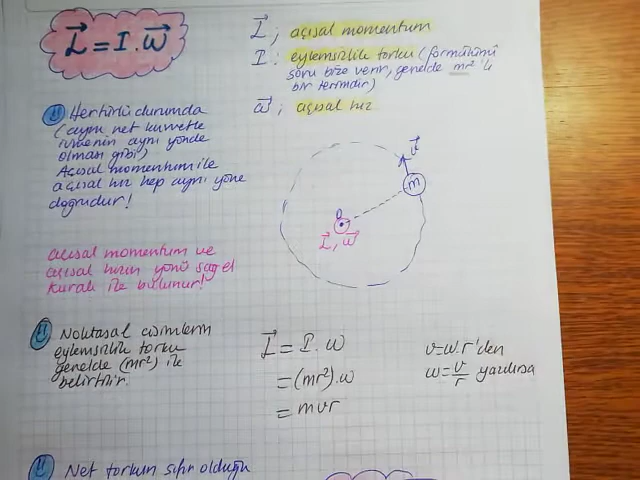 L = I . w
L ; açısal momentum
I : eylemsizlik torku (formülünü
soru bize verir, genelde mr² li
bir terimdir)
w ; açısal hız
Her türlü durumda
(aynı net kuvvetle
ivmenin aynı yönde
olması gibi)
Açısal momentum ile
açısal hız hep aynı yöne
doğrudur!
v
m
O
L, w
açısal momentum ve
açısal hızın yönü sağ el
kuralı ile bulunur!
Noktasal cisimlerin
eylemsizlik torku
genelde (mr²) ile
belirtilir.
L = I . w
= (mr²) . w
= mvr
v=w.r'den
w= v/r yazılırsa
Net torkun sıfır olduğu